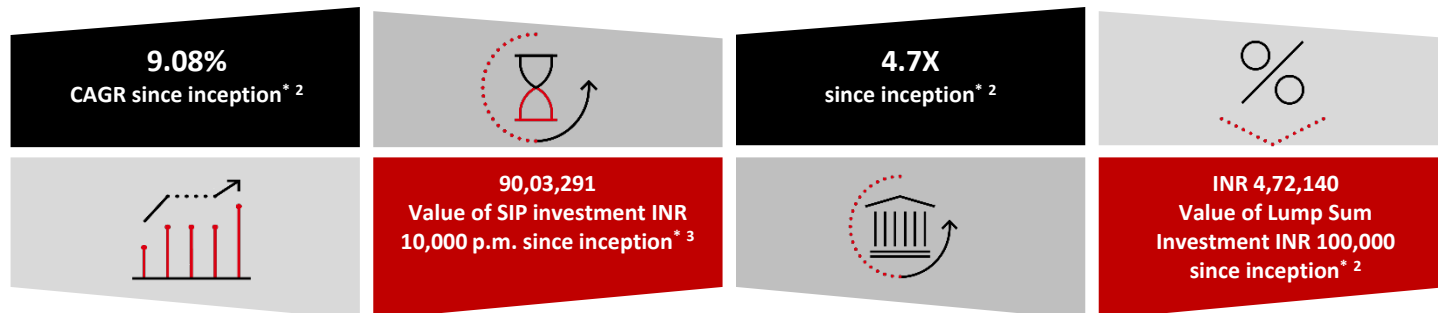 9.08%
CAGR since inception* 2
4.7X
since inception* 2
90,03,291
Value of SIP investment INR
10,000 p.m. since inception* 3
INR 4,72,140
Value of Lump Sum
Investment INR 100,000
since inception* 2